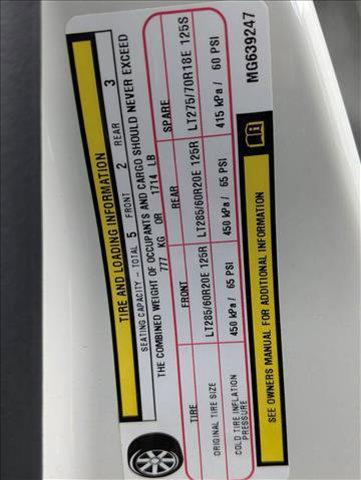 TIRE AND LOADING INFORMATION
SEATING CAPACITY - TOTAL 5 FRONT 2 REAR 3
THE COMBINED WEIGHT OF OCCUPANTS AND CARGO SHOULD NEVER EXCEED
777 KG OR 1714 LB
TIRE FRONT REAR SPARE
ORIGINAL TIRE SIZE LT285/60R20E 125R LT285/60R20E 125R LT275/70R18E 125S
COLD TIRE INFLATION PRESSURE 450 kPa / 65 PSI 450 kPa / 65 PSI 415 kPa / 60 PSI
SEE OWNERS MANUAL FOR ADDITIONAL INFORMATION
MG639247